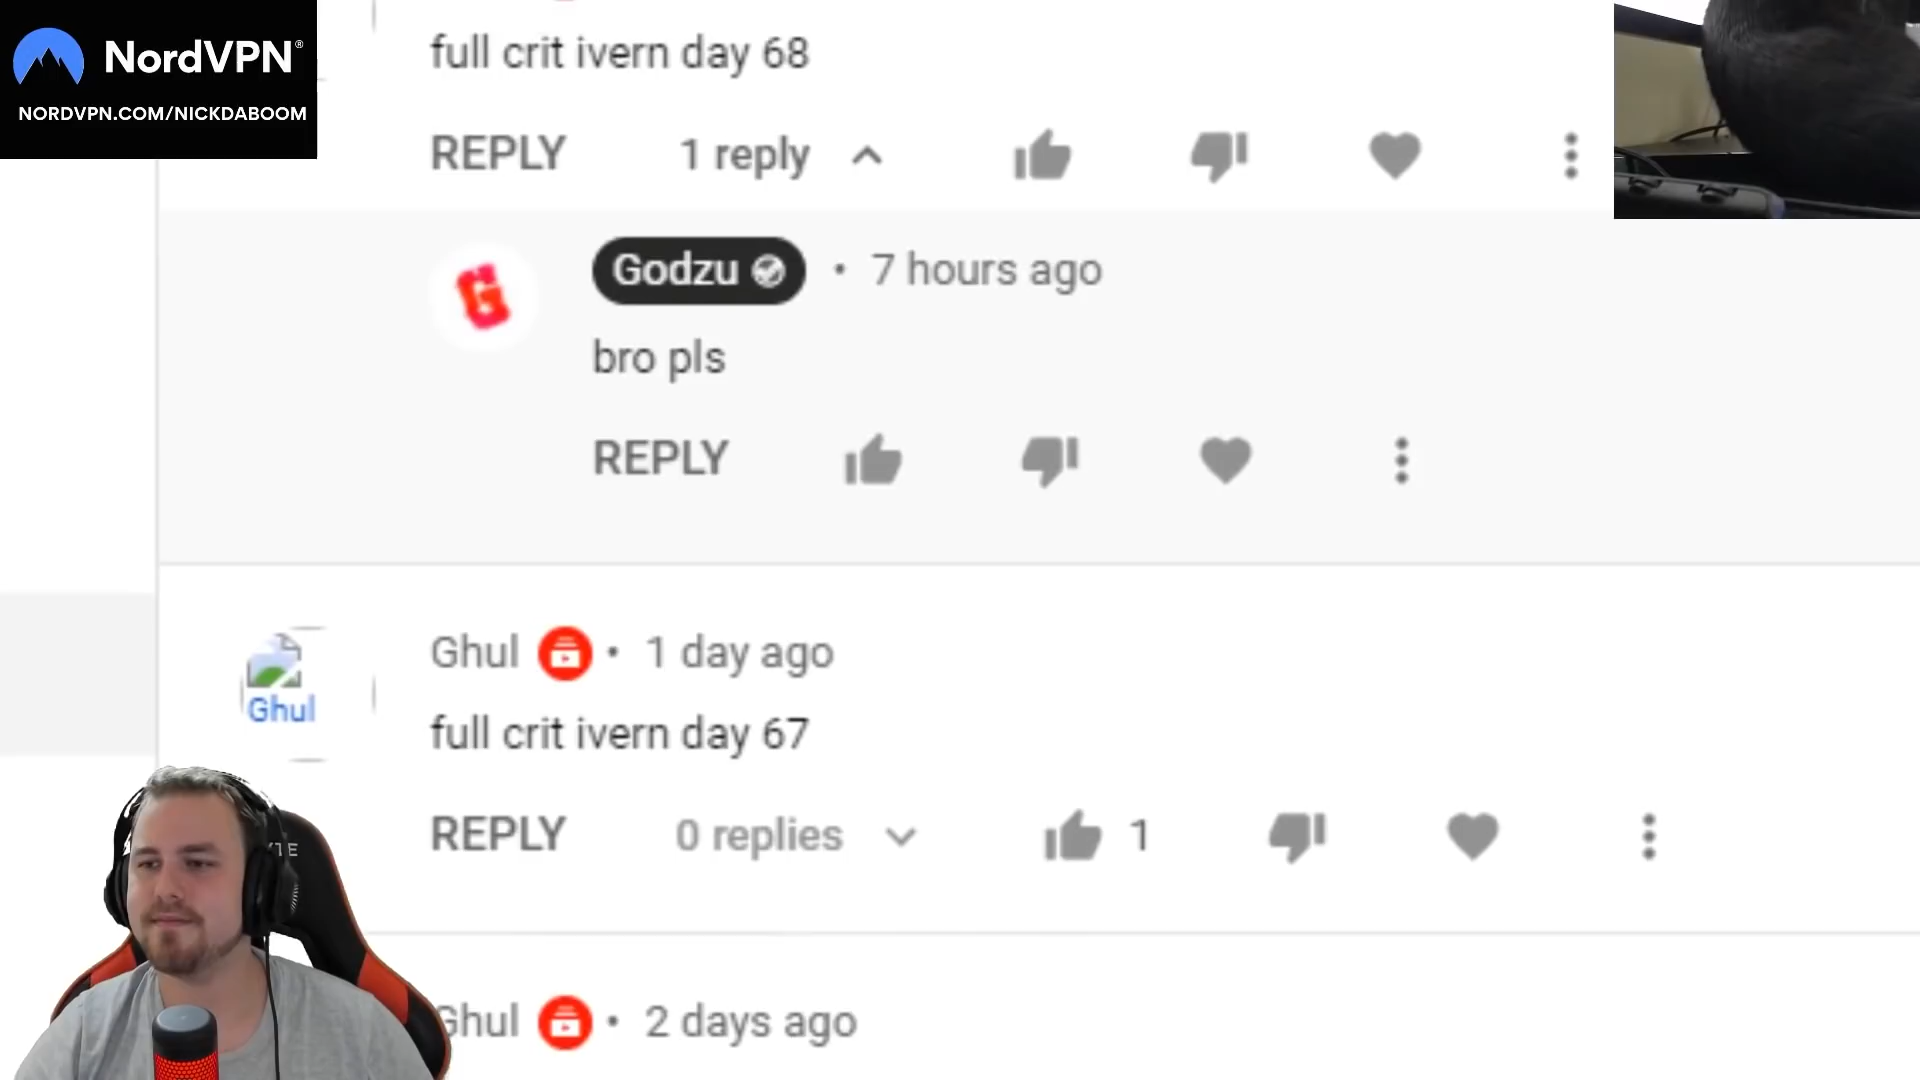 NordVPN®
NORDVPN.COM/NICKDABOOM
full crit ivern day 68
REPLY 1 reply
G
Godzu • 7 hours ago
bro pls
REPLY
Ghul
Ghul • 1 day ago
full crit ivern day 67
REPLY 0 replies 1
Ghul • 2 days ago